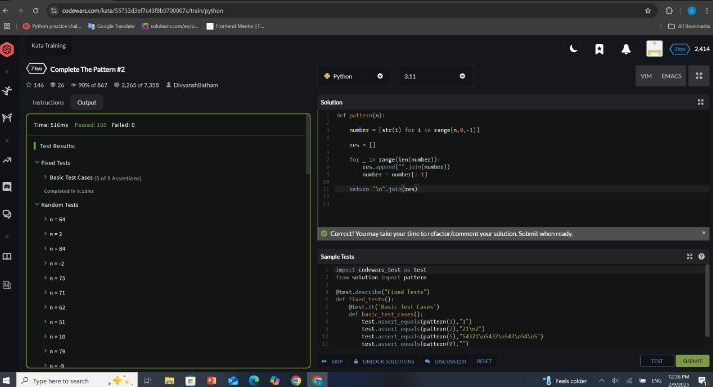 codewars.com/kata/55733d3ef7c43f8b0700007c/train/python
Python practice chal...
Google Translate
sololearn.com/en/p...
Frontend Mentor | F...
All Bookmarks
Kata Training
7 kyu
Complete The Pattern #2
2,414
146
26
90% of 867
2,265 of 7,358
DivyanshBatham
Python
3.11
VIM
EMACS
Instructions
Output
Time: 516ms Passed: 105 Failed: 0
Test Results:
Fixed Tests
Basic Test Cases (5 of 5 Assertions)
Completed in 0.12ms
Random Tests
n = 64
n = 2
n = 84
n = -2
n = 75
n = 71
n = 62
n = 51
n = 10
n = 79
n = -9
Solution
def pattern(n):
number = [str(i) for i in range(n,0,-1)]
res = []
for _ in range(len(number)):
res.append("".join(number))
number = number[:-1]
return "\n".join(res)
Correct! You may take your time to refactor/comment your solution. Submit when ready.
Sample Tests
import codewars_test as test
from solution import pattern
@test.describe("Fixed Tests")
def fixed_tests():
@test.it('Basic Test Cases')
def basic_test_cases():
test.assert_equals(pattern(1),"1")
test.assert_equals(pattern(2),"21\n2")
test.assert_equals(pattern(5),"54321\n5432\n543\n54\n5")
test.assert_equals(pattern(0),"")
SKIP
UNLOCK SOLUTIONS
DISCUSS
RESET
TEST
SUBMIT
Type here to search
Feels colder
ENG
12:36 PM
2/9/2025